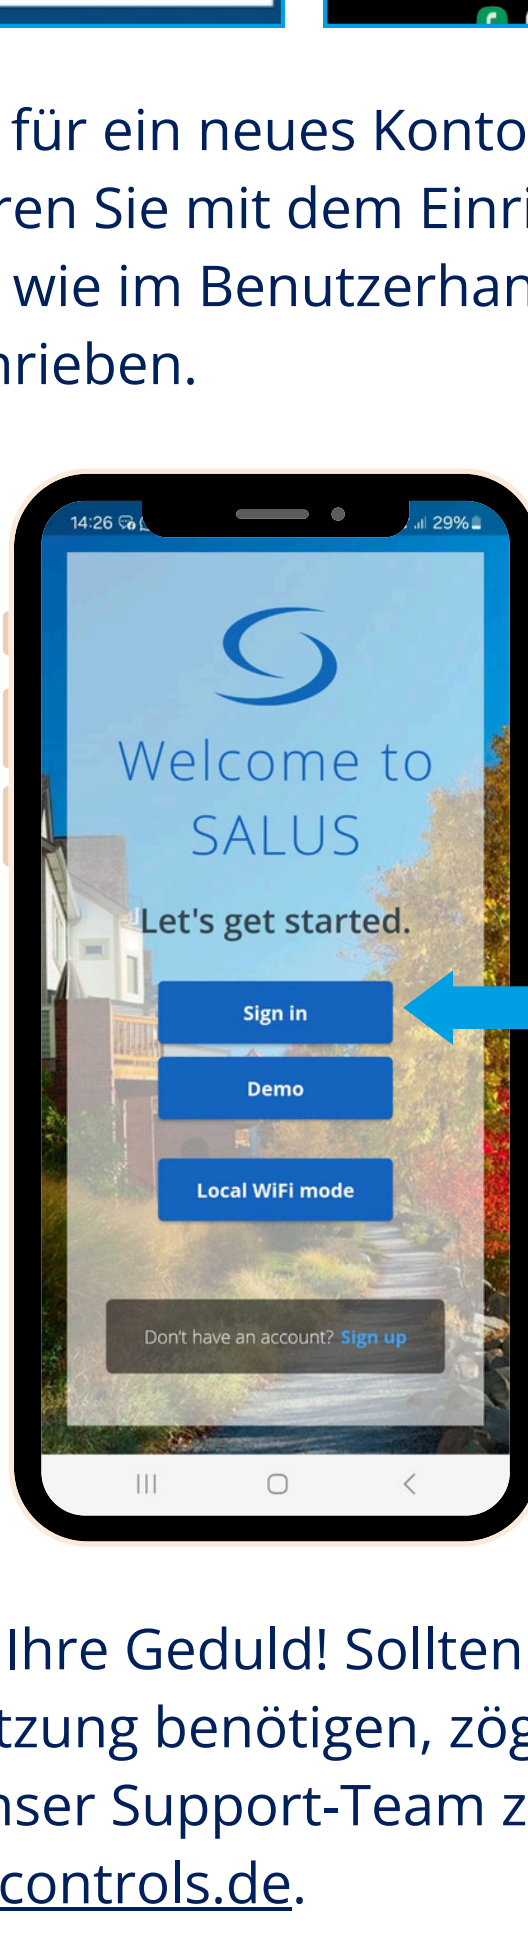 für ein neues Konto
ren Sie mit dem Einri
wie im Benutzerhan
hrieben.
14:26
29%
Welcome to
SALUS
Let's get started.
Sign in
Demo
Local WiFi mode
Don't have an account? Sign up
Ihre Geduld! Sollten
tzung benötigen, zög
nser Support-Team z
controls.de.